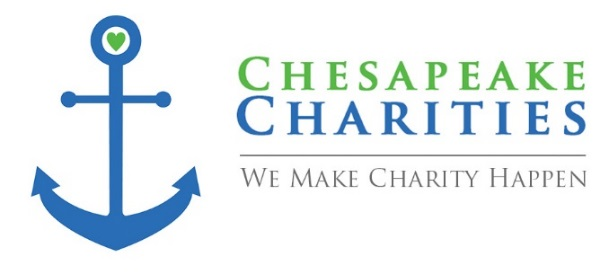 CHESAPEAKE
CHARITIES
WE MAKE CHARITY HAPPEN